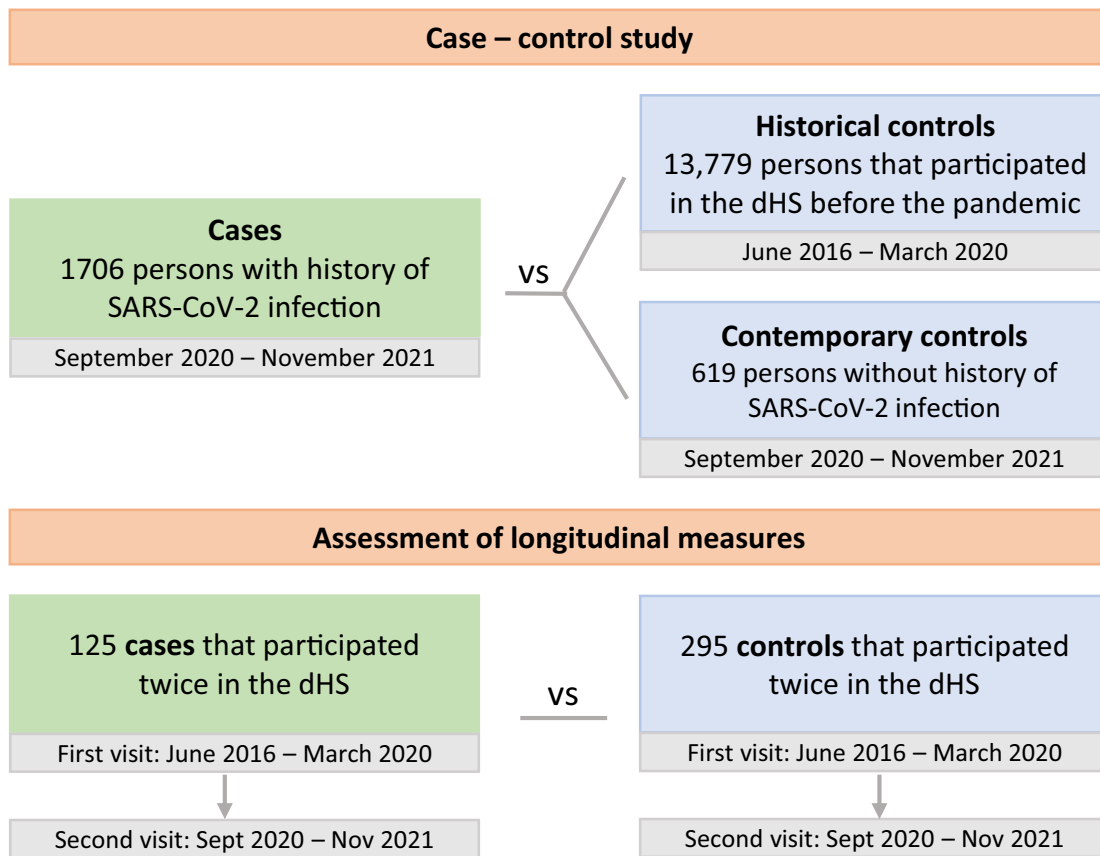 Case – control study
Historical controls
13,779 persons that participated
in the dHS before the pandemic
June 2016 – March 2020
Cases
1706 persons with history of
SARS-CoV-2 infection
September 2020 – November 2021
vs
Contemporary controls
619 persons without history of
SARS-CoV-2 infection
September 2020 – November 2021
Assessment of longitudinal measures
125 cases that participated
twice in the dHS
First visit: June 2016 – March 2020
Second visit: Sept 2020 – Nov 2021
vs
295 controls that participated
twice in the dHS
First visit: June 2016 – March 2020
Second visit: Sept 2020 – Nov 2021